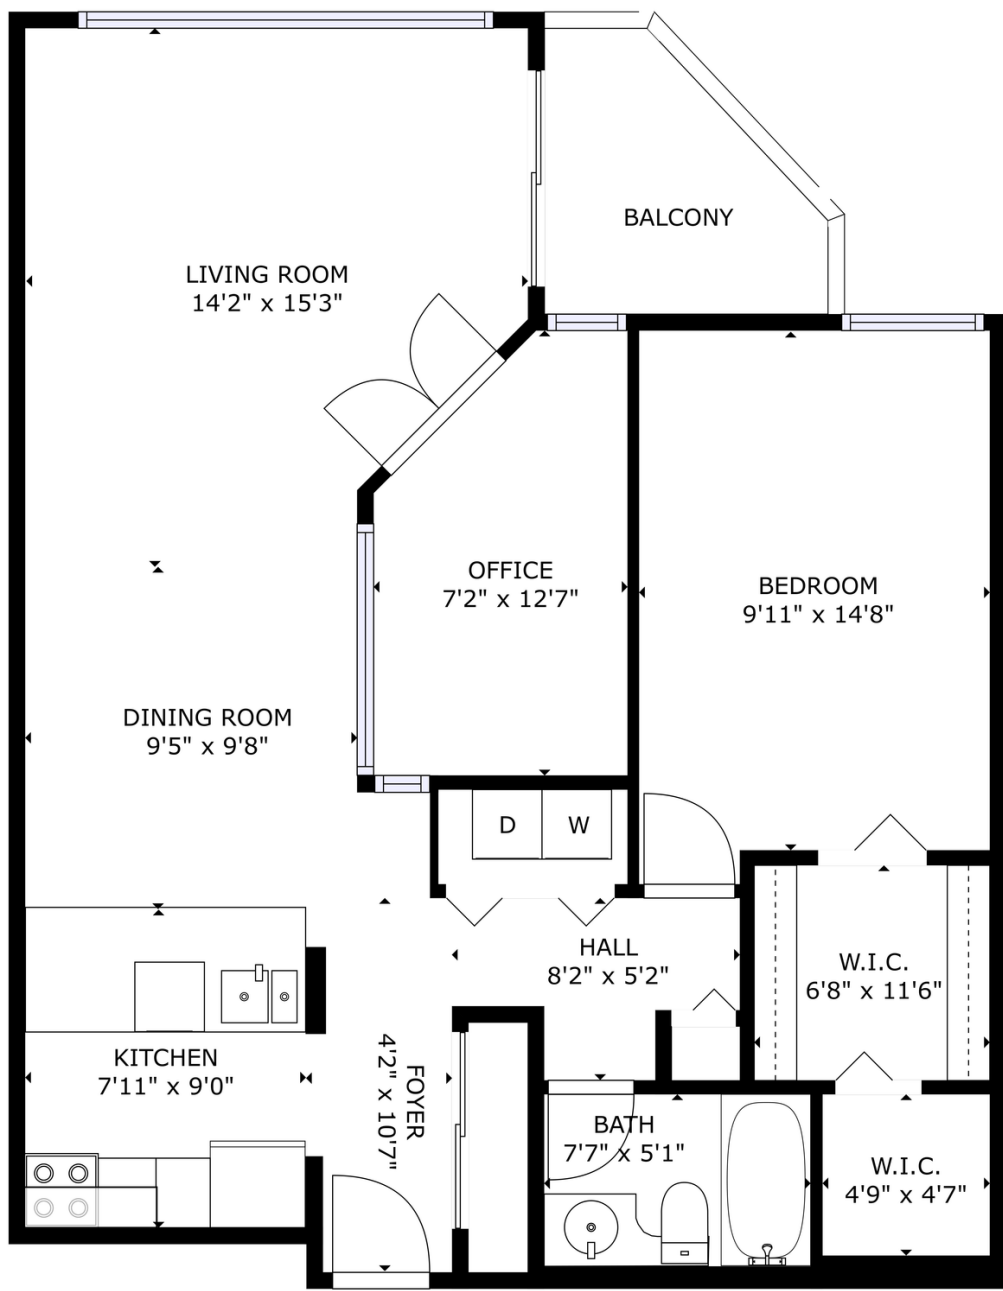 BALCONY
LIVING ROOM
14'2" x 15'3"
OFFICE
7'2" x 12'7"
BEDROOM
9'11" x 14'8"
DINING ROOM
9'5" x 9'8"
D
W
HALL
8'2" x 5'2"
W.I.C.
6'8" x 11'6"
KITCHEN
7'11" x 9'0"
FOYER
4'2" x 10'7"
BATH
7'7" x 5'1"
W.I.C.
4'9" x 4'7"